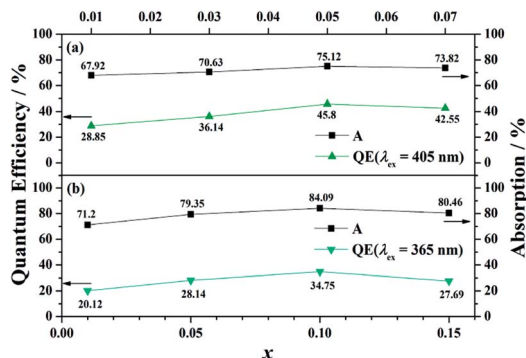 0.01 0.02 0.03 0.04 0.05 0.06 0.07
100 (a) 100
80 67.92 70.63 75.12 73.82 80
60 60
40 28.85 36.14 45.8 42.55 40
20 A 20
QE(λex = 405 nm)
0 0
100 (b) 100
80 71.2 79.35 84.09 80.46 80
60 A 60
40 QE(λex = 365 nm) 40
20 20.12 28.14 34.75 27.69 20
0 0
0.00 0.05 0.10 0.15
x
Quantum Efficiency / %
Absorption / %